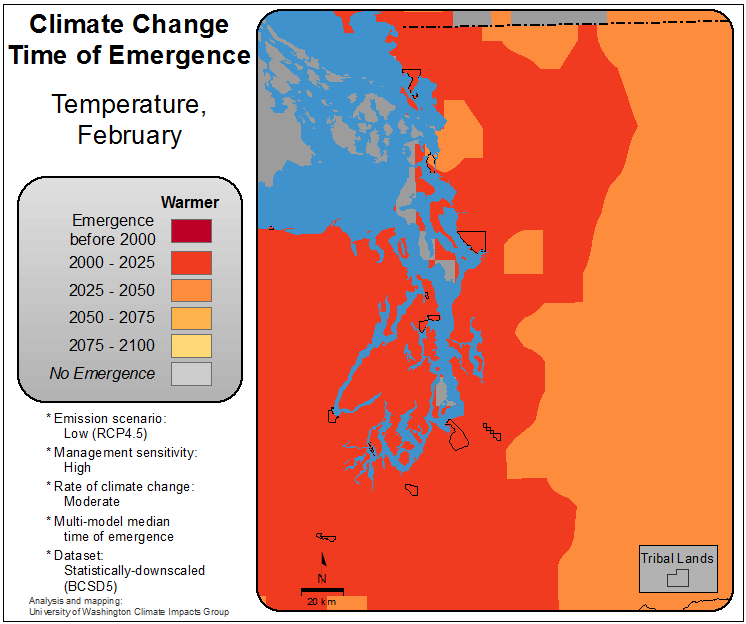 Climate Change
Time of Emergence
Temperature,
February
Warmer
Emergence
before 2000
2000 - 2025
2025 - 2050
2050 - 2075
2075 - 2100
No Emergence
* Emission scenario:
Low (RCP4.5)
* Management sensitivity:
High
* Rate of climate change:
Moderate
* Multi-model median
time of emergence
* Dataset:
Statistically-downscaled
(BCSD5)
Analysis and mapping:
University of Washington Climate Impacts Group
N
20 km
Tribal Lands